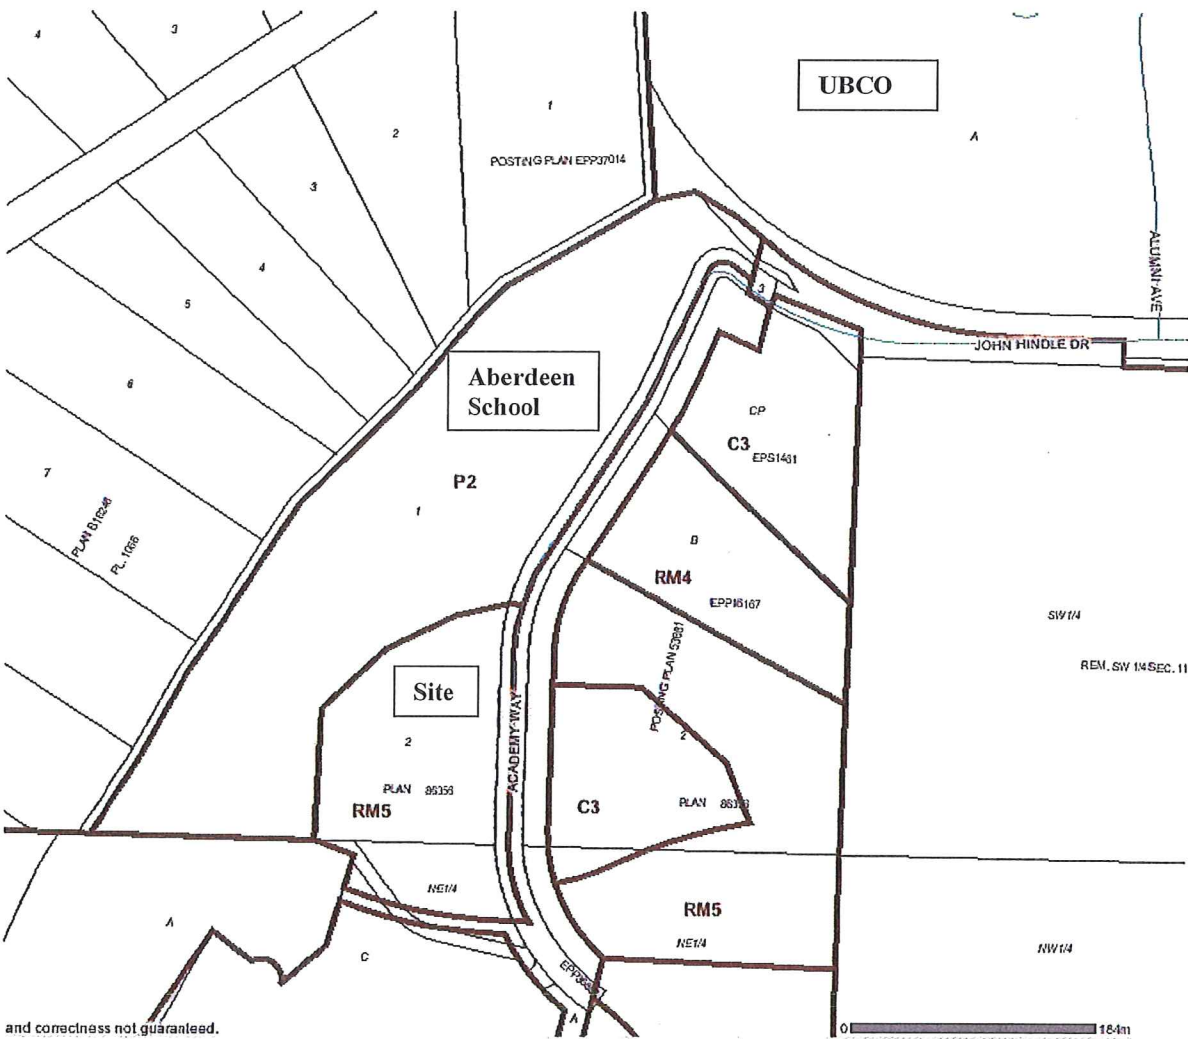 4
3
UBCO
1
2
A
POSTING PLAN EPP37014
3
ALUMNI AVE
4
3
5
JOHN HINDLE DR
Aberdeen
School
6
CP
C3
EPS1461
7
P2
1
PLAN B16246
PL. 1066
B
RM4
EPP16167
SW1/4
POSTING PLAN 53981
REM. SW 1/4 SEC. 11
Site
ACADEMY WAY
2
2
PLAN 86356
RM5
C3
PLAN
NE1/4
RM5
A
NE1/4
NW1/4
C
A
and correctness not guaranteed.
0 184m